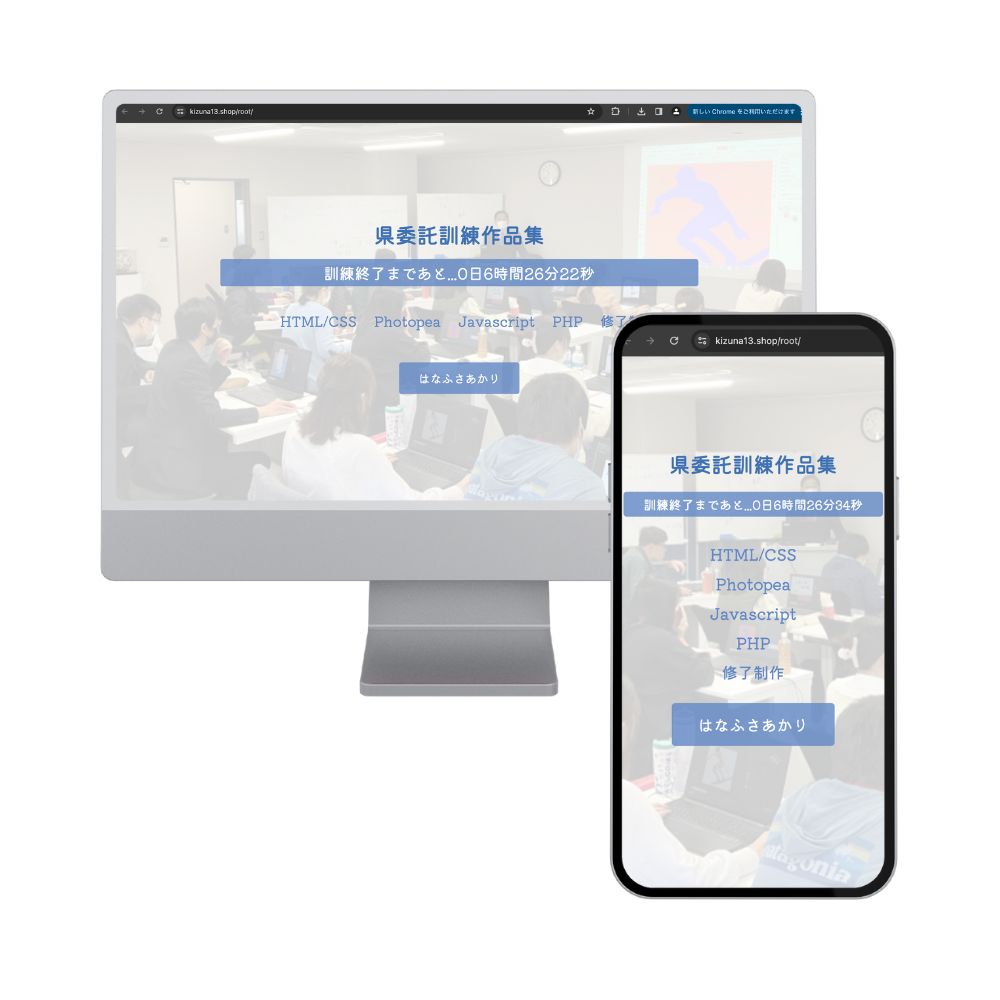 kizuna13.shop/root/
新しい Chrome をご利用いただけます
県委託訓練作品集
訓練終了まであと...0日6時間26分22秒
HTML/CSS Photopea Javascript PHP 修了
はなふさあかり
kizuna13.shop/root/
県委託訓練作品集
訓練終了まであと...0日6時間26分34秒
HTML/CSS
Photopea
Javascript
PHP
修了制作
はなふさあかり
patagonia